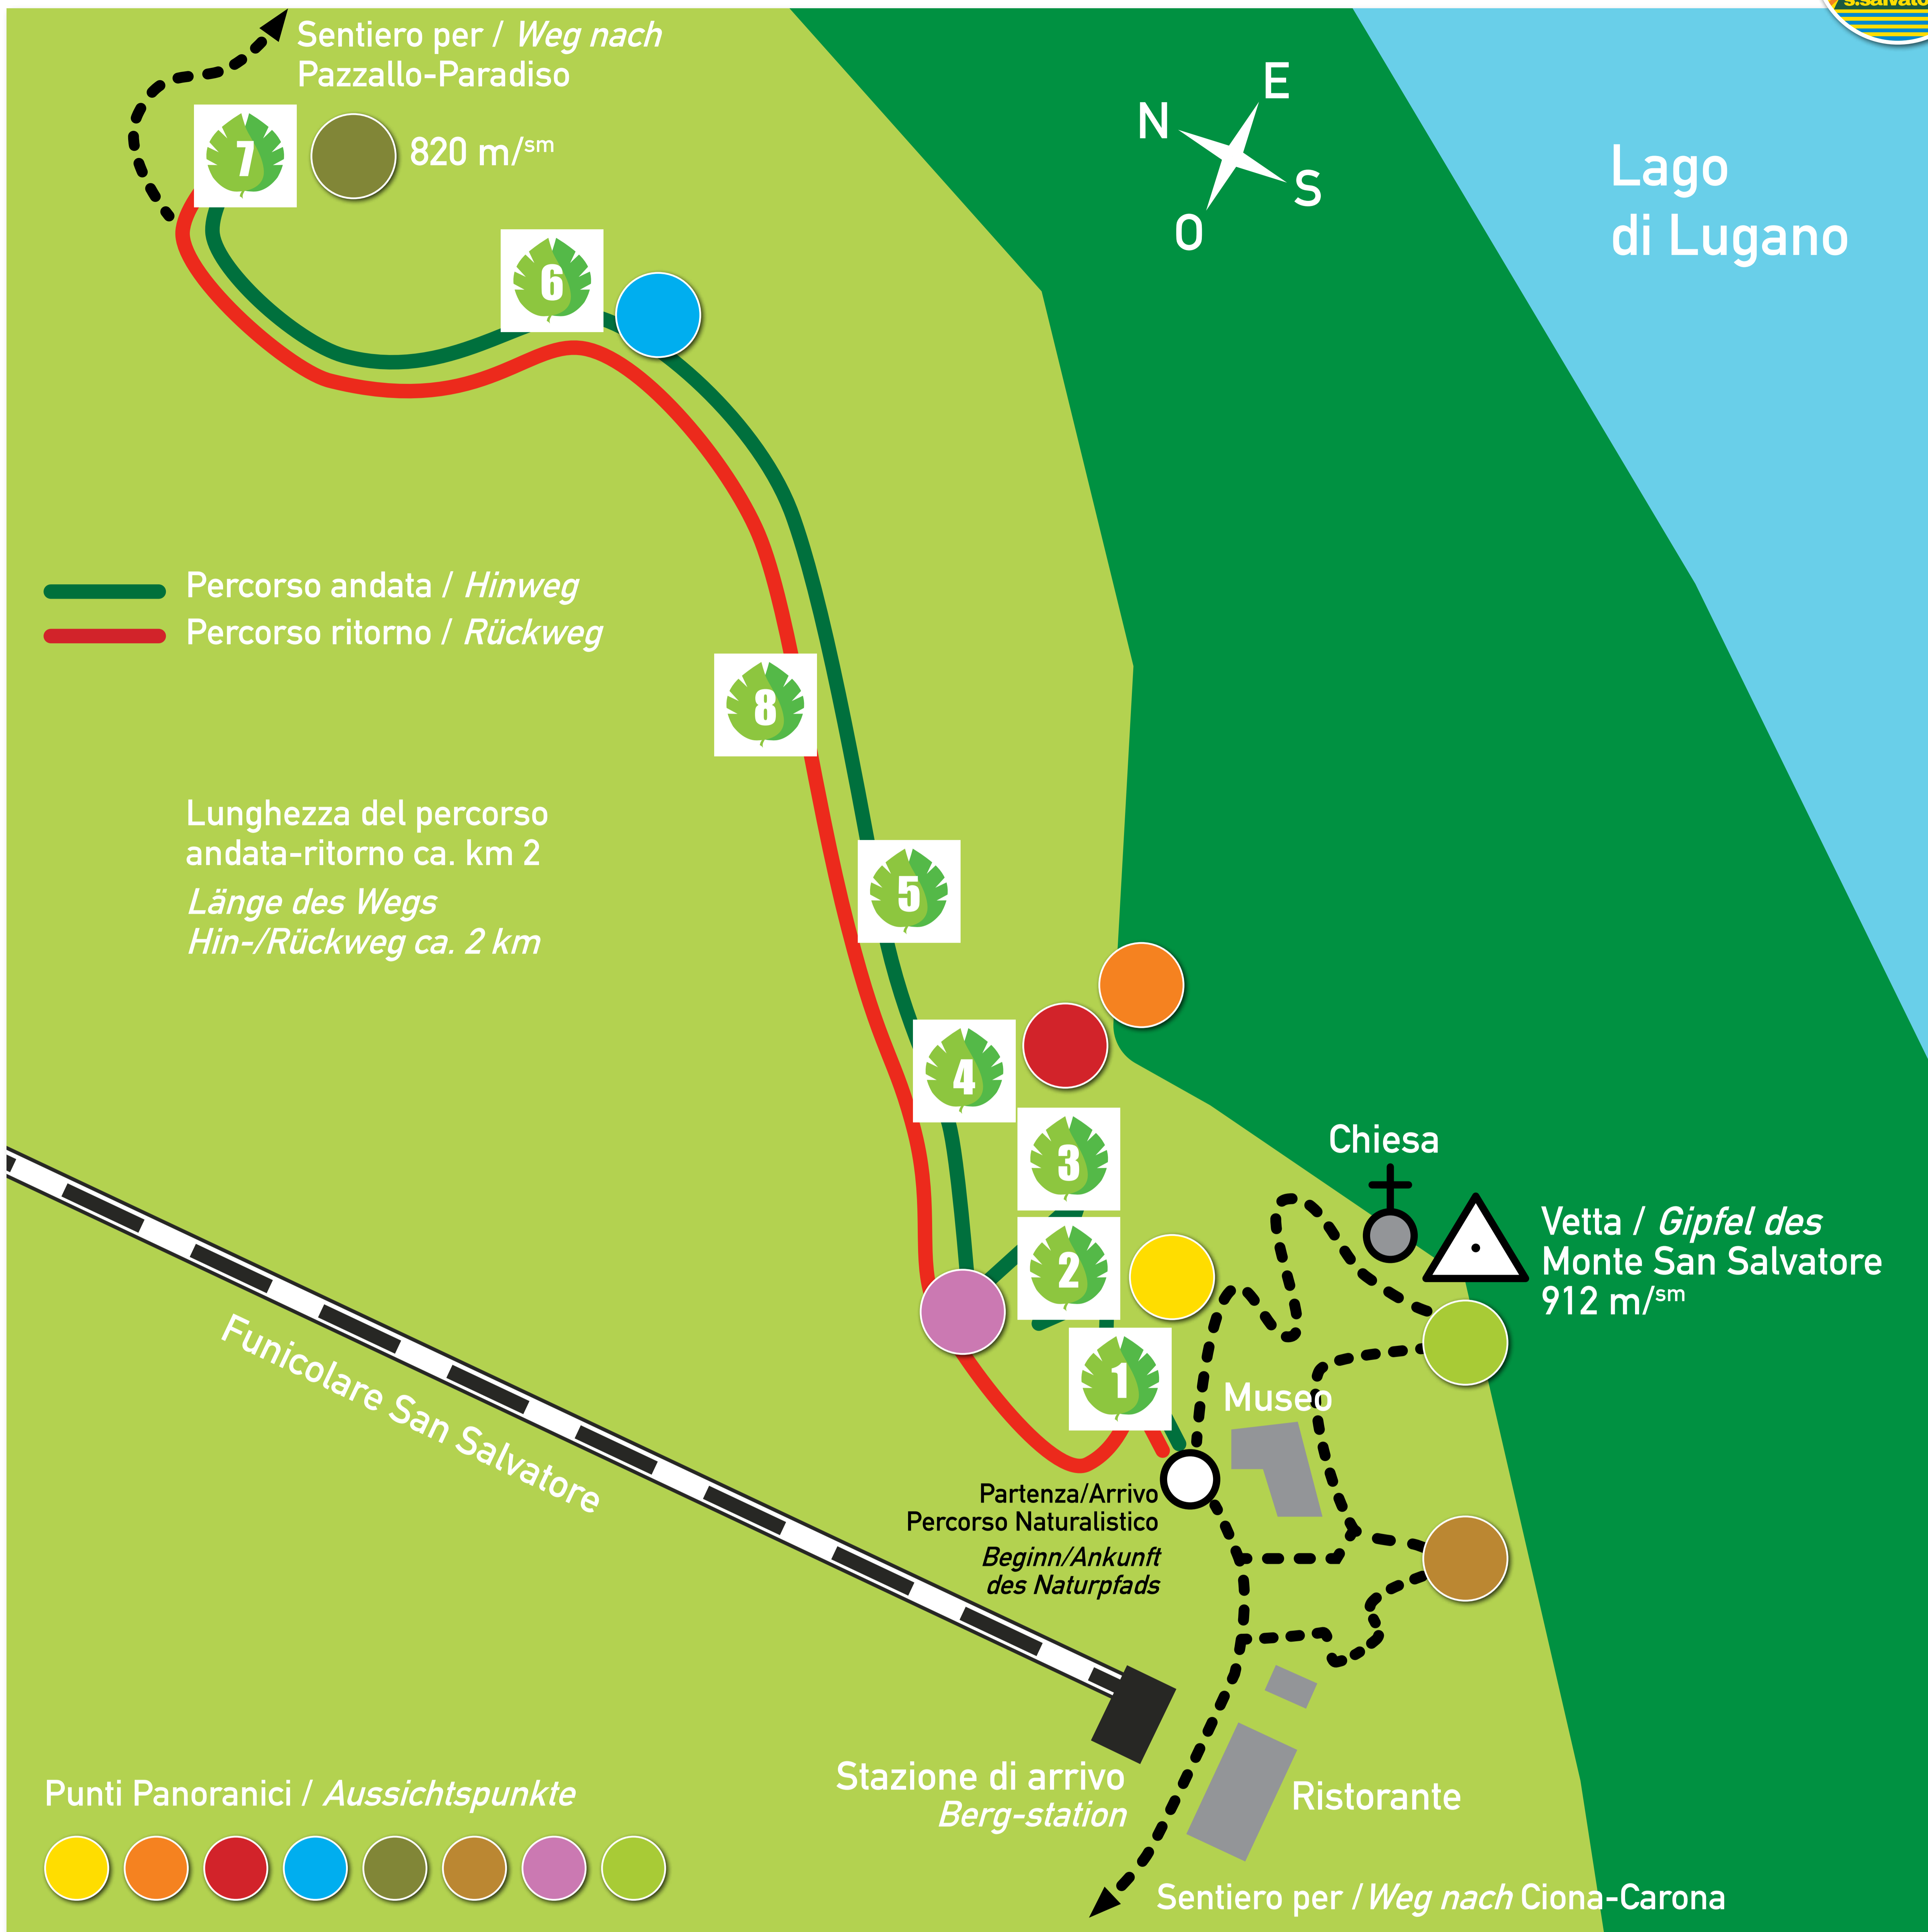 s.salvato
Sentiero per / Weg nach
Pazzallo-Paradiso
7
820 m/sm
N
E
S
O
Lago
di Lugano
6
Percorso andata / Hinweg
Percorso ritorno / Rückweg
8
Lunghezza del percorso
andata-ritorno ca. km 2
Länge des Wegs
Hin-/Rückweg ca. 2 km
5
4
3
2
1
Chiesa
Vetta / Gipfel des
Monte San Salvatore
912 m/sm
Museo
Funicolare San Salvatore
Partenza/Arrivo
Percorso Naturalistico
Beginn/Ankunft
des Naturpfads
Stazione di arrivo
Berg-station
Ristorante
Punti Panoranici / Aussichtspunkte
Sentiero per / Weg nach Ciona-Carona